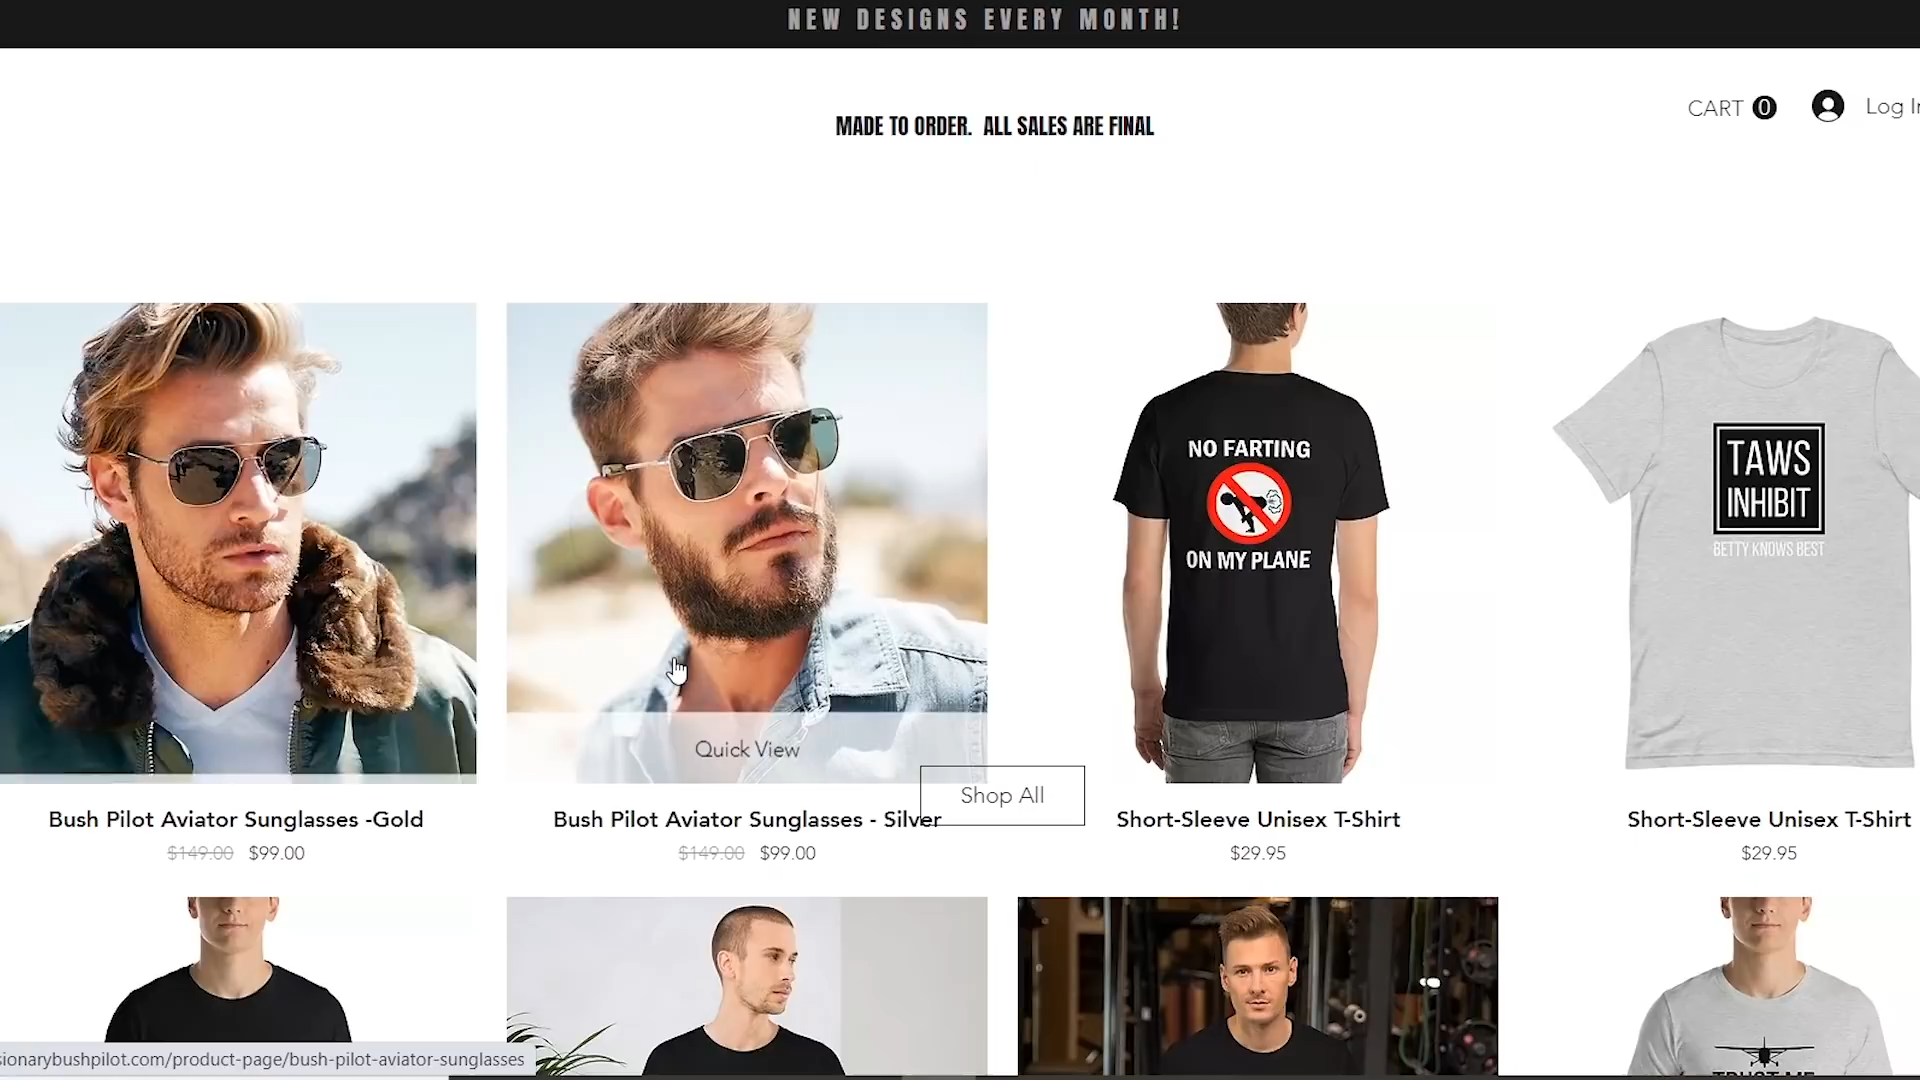 NEW DESIGNS EVERY MONTH!
MADE TO ORDER. ALL SALES ARE FINAL
CART 0
Log In
NO FARTING
ON MY PLANE
TAWS
INHIBIT
BETTY KNOWS BEST
Quick View
Shop All
Bush Pilot Aviator Sunglasses -Gold
$149.00 $99.00
Bush Pilot Aviator Sunglasses - Silver
$149.00 $99.00
Short-Sleeve Unisex T-Shirt
$29.95
Short-Sleeve Unisex T-Shirt
$29.95
TRUST ME
sionarybushpilot.com/product-page/bush-pilot-aviator-sunglasses